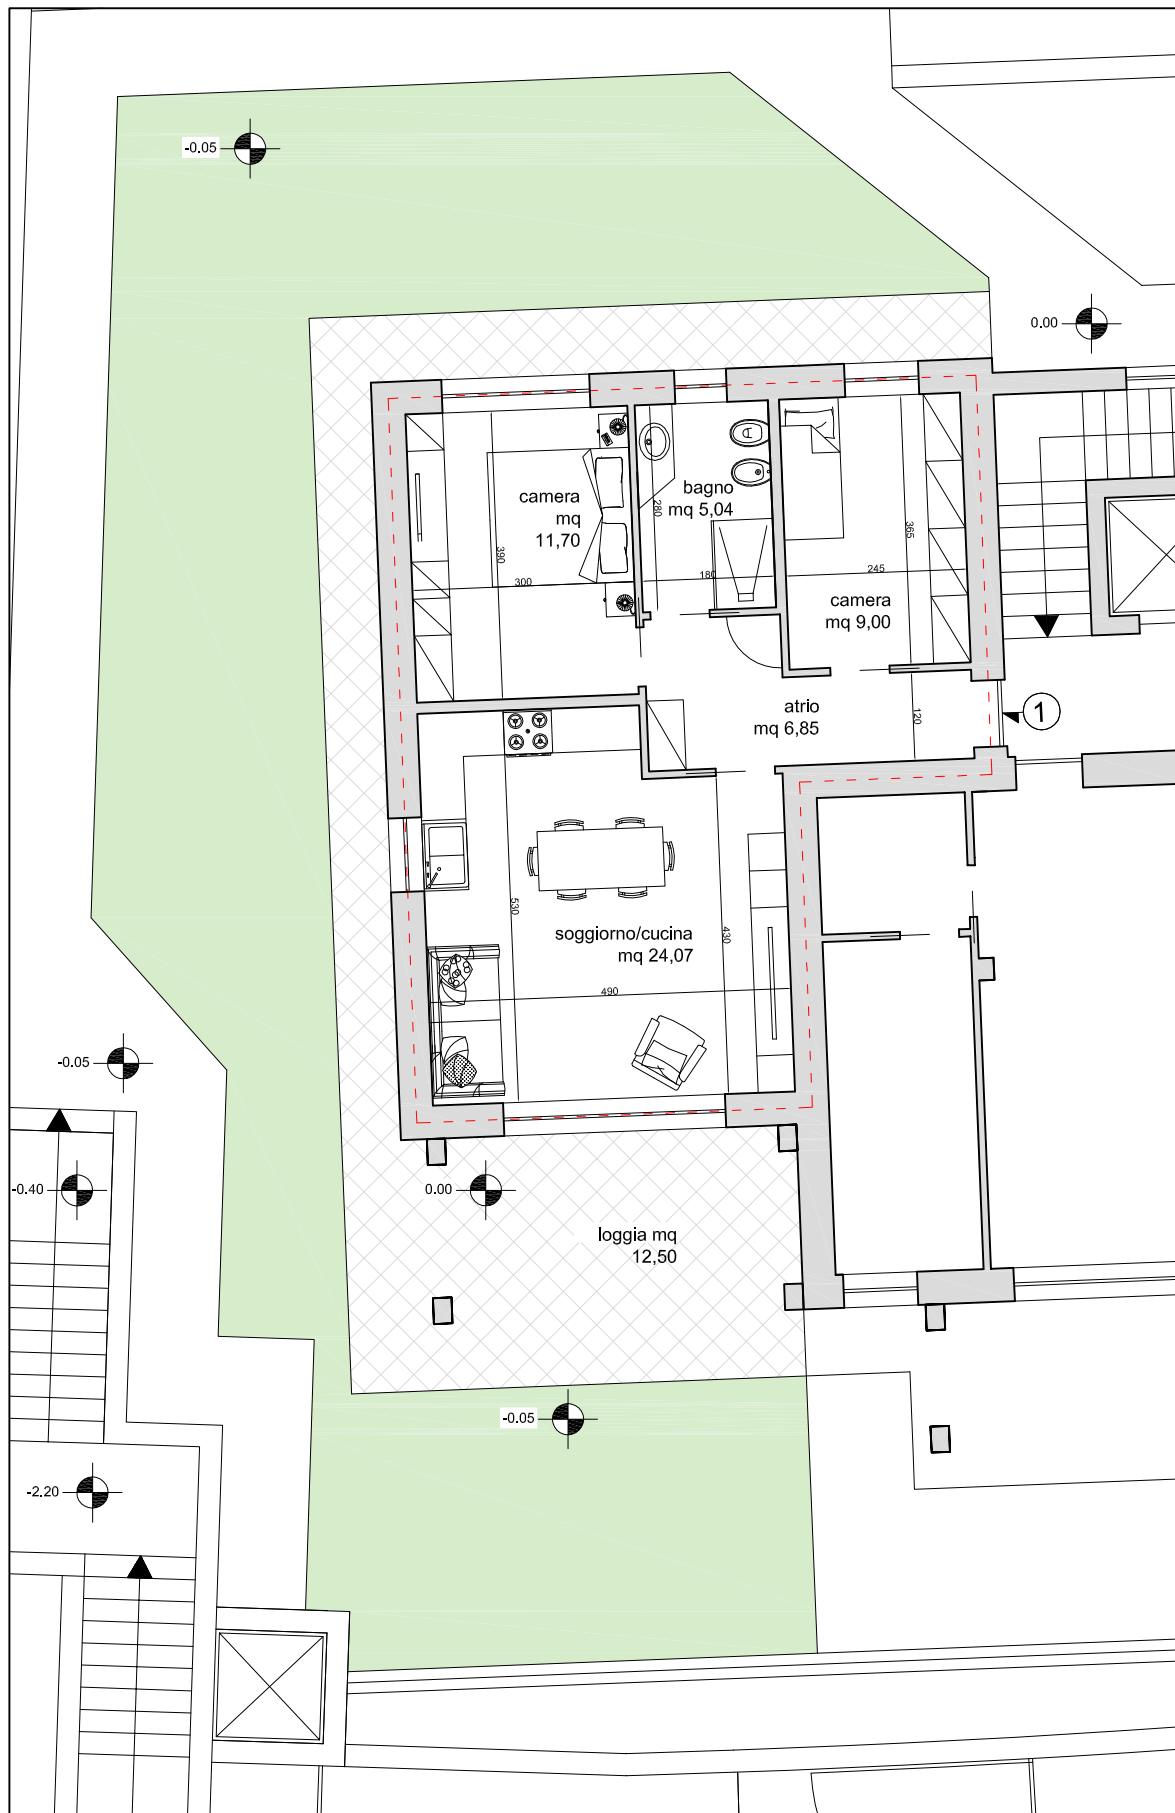 -0.05
0.00
camera
mq
11,70
390
300
bagno
mq 5,04
280
180
365
245
camera
mq 9,00
atrio
mq 6,85
120
1
530
soggiorno/cucina
mq 24,07
430
490
-0.05
-0.40
0.00
loggia mq
12,50
-0.05
-2.20